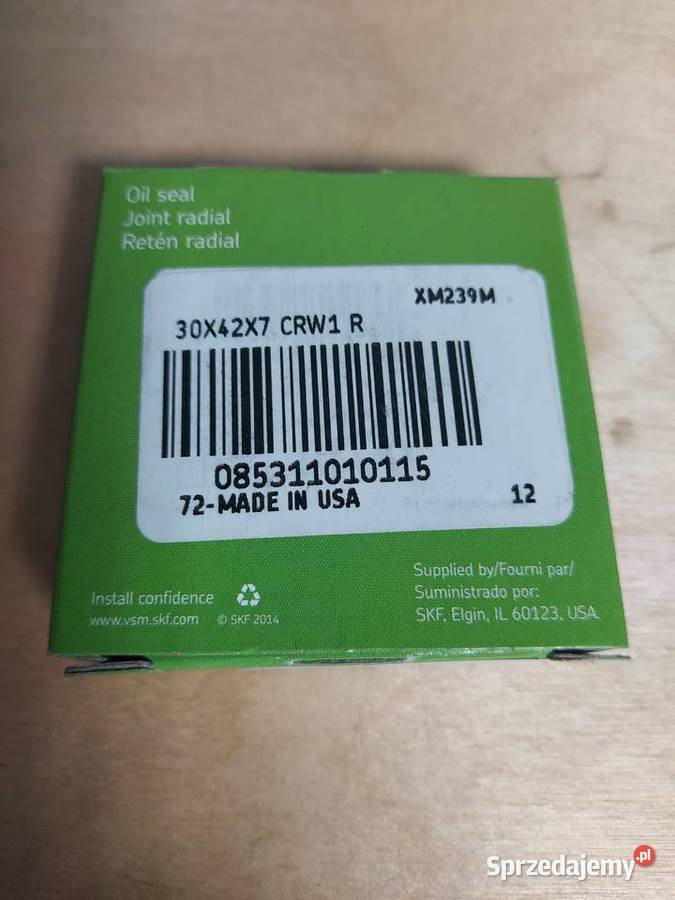 Oil seal
Joint radial
Retén radial
XM239M
30X42X7 CRW1 R
085311010115
72-MADE IN USA
12
Install confidence
www.vsm.skf.com © SKF 2014
Supplied by/Fourni par/
Suministrado por:
SKF, Elgin, IL 60123, USA
Sprzedajemy.pl